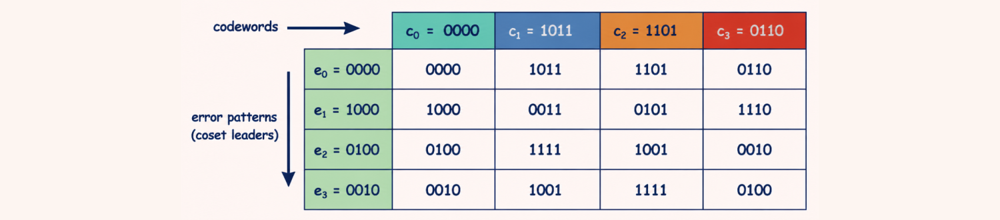 codewords c₀ = 0000 c₁ = 1011 c₂ = 1101 c₃ = 0110
e₀ = 0000 0000 1011 1101 0110
e₁ = 1000 1000 0011 0101 1110
error patterns
(coset leaders)
e₂ = 0100 0100 1111 1001 0010
e₃ = 0010 0010 1001 1111 0100